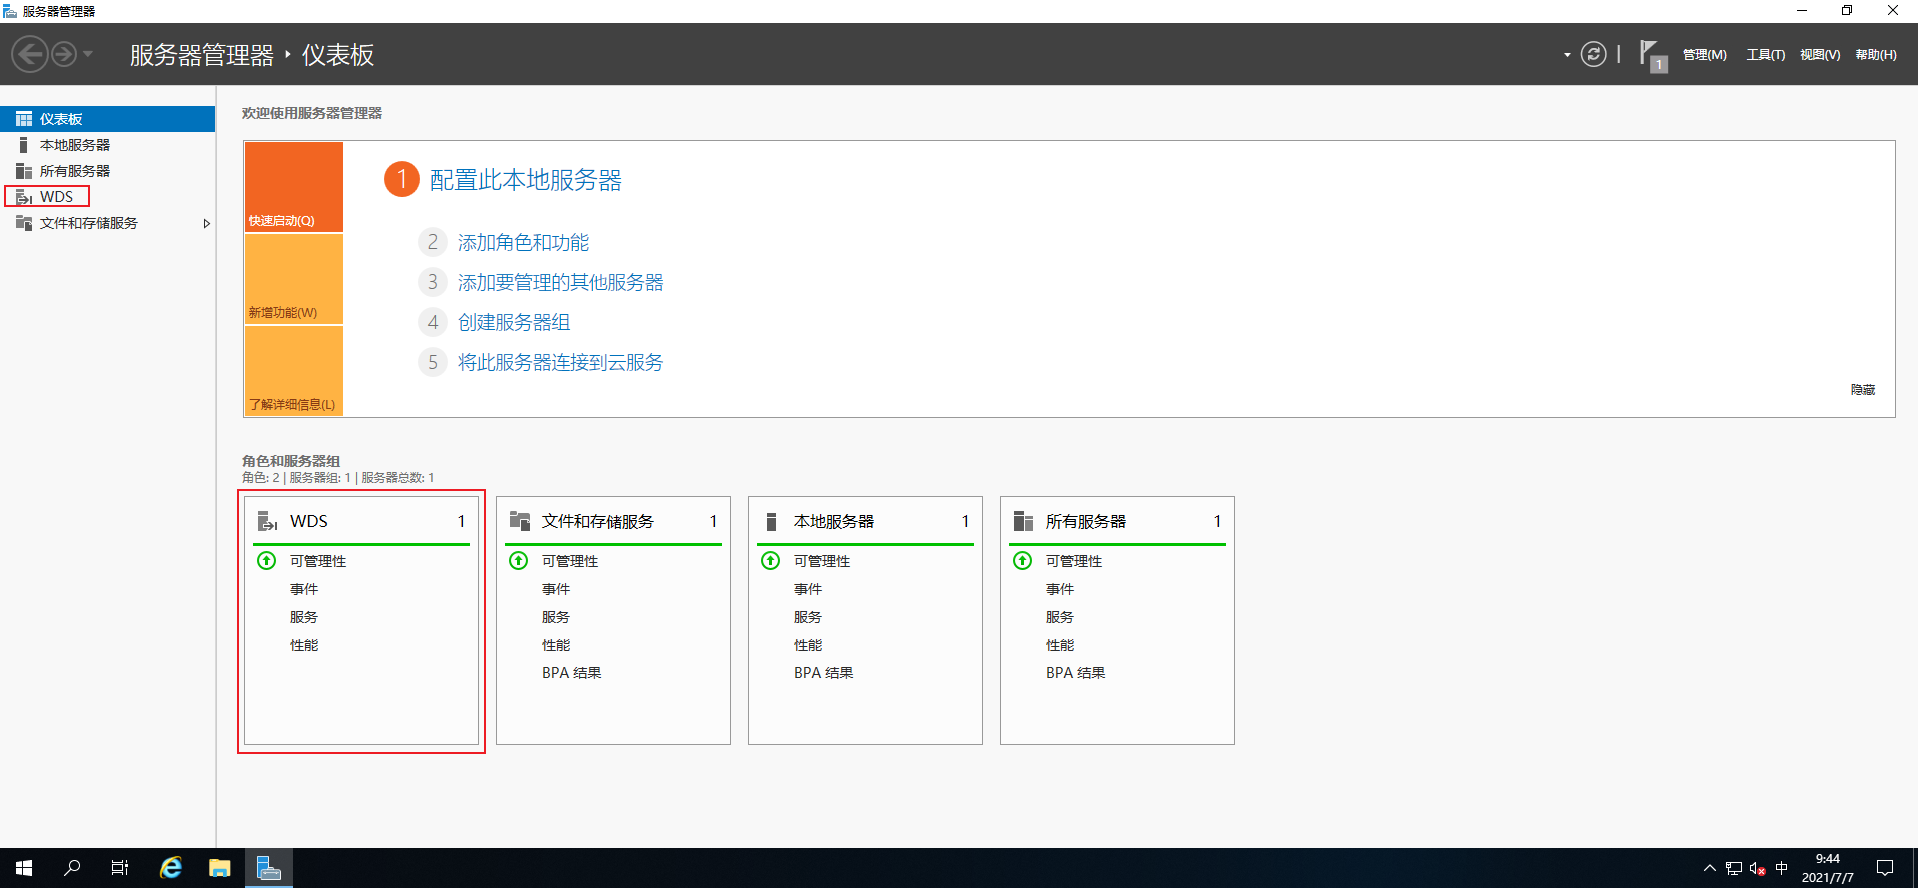 服务器管理器
服务器管理器 · 仪表板
1
管理(M) 工具(T) 视图(V) 帮助(H)
仪表板
本地服务器
所有服务器
WDS
文件和存储服务
欢迎使用服务器管理器
快速启动(Q)
新增功能(W)
了解详细信息(L)
1 配置此本地服务器
2 添加角色和功能
3 添加要管理的其他服务器
4 创建服务器组
5 将此服务器连接到云服务
隐藏
角色和服务器组
角色: 2 | 服务器组: 1 | 服务器总数: 1
WDS 1
可管理性
事件
服务
性能
文件和存储服务 1
可管理性
事件
服务
性能
BPA 结果
本地服务器 1
可管理性
事件
服务
性能
BPA 结果
所有服务器 1
可管理性
事件
服务
性能
BPA 结果
中
9:44
2021/7/7